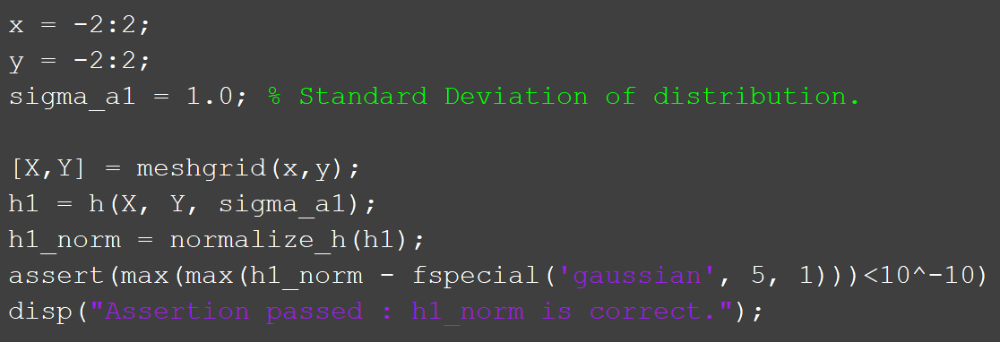 x = -2:2;
y = -2:2;
sigma_a1 = 1.0; % Standard Deviation of distribution.
[X,Y] = meshgrid(x,y);
h1 = h(X, Y, sigma_a1);
h1_norm = normalize_h(h1);
assert(max(max(h1_norm - fspecial('gaussian', 5, 1)))<10^-10)
disp("Assertion passed : h1_norm is correct.");